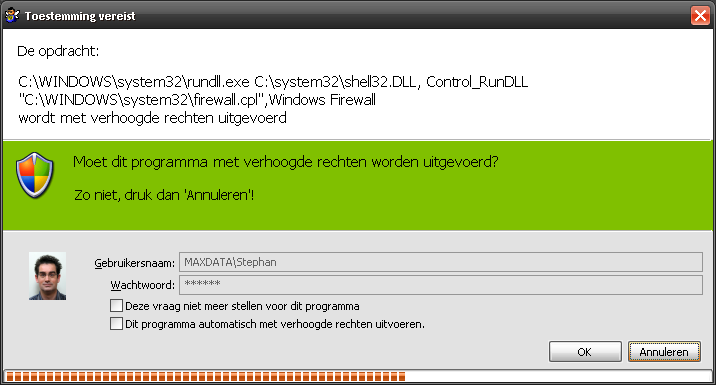 Toestemming vereist
De opdracht:
C:\WINDOWS\system32\rundll.exe C:\system32\shell32.DLL, Control_RunDLL
"C:\WINDOWS\system32\firewall.cpl",Windows Firewall
wordt met verhoogde rechten uitgevoerd
Moet dit programma met verhoogde rechten worden uitgevoerd?
Zo niet, druk dan 'Annuleren'!
Gebruikersnaam: MAXDATA\Stephan
Wachtwoord: ******
Deze vraag niet meer stellen voor dit programma
Dit programma automatisch met verhoogde rechten uitvoeren.
OK Annuleren